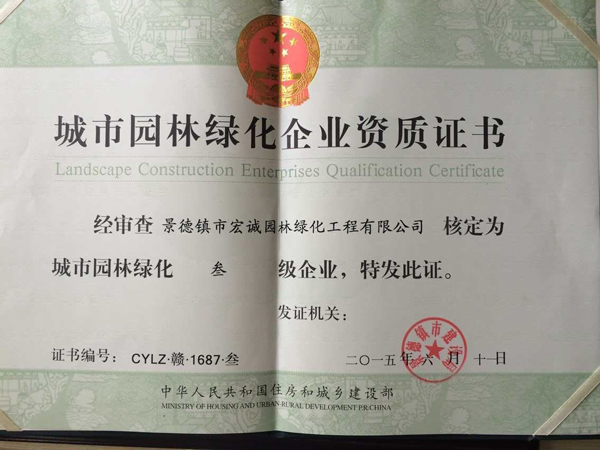 城市园林绿化企业资质证书
Landscape Construction Enterprises Qualification Certificate
经审查 景德镇市宏诚园林绿化工程有限公司 核定为
城市园林绿化 叁 级企业，特发此证。
发证机关：
证书编号： CYLZ·赣·1687·叁
二〇一五年 六 月 十一日
中华人民共和国住房和城乡建设部
MINISTRY OF HOUSING AND URBAN-RURAL DEVELOPMENT P.R.CHINA